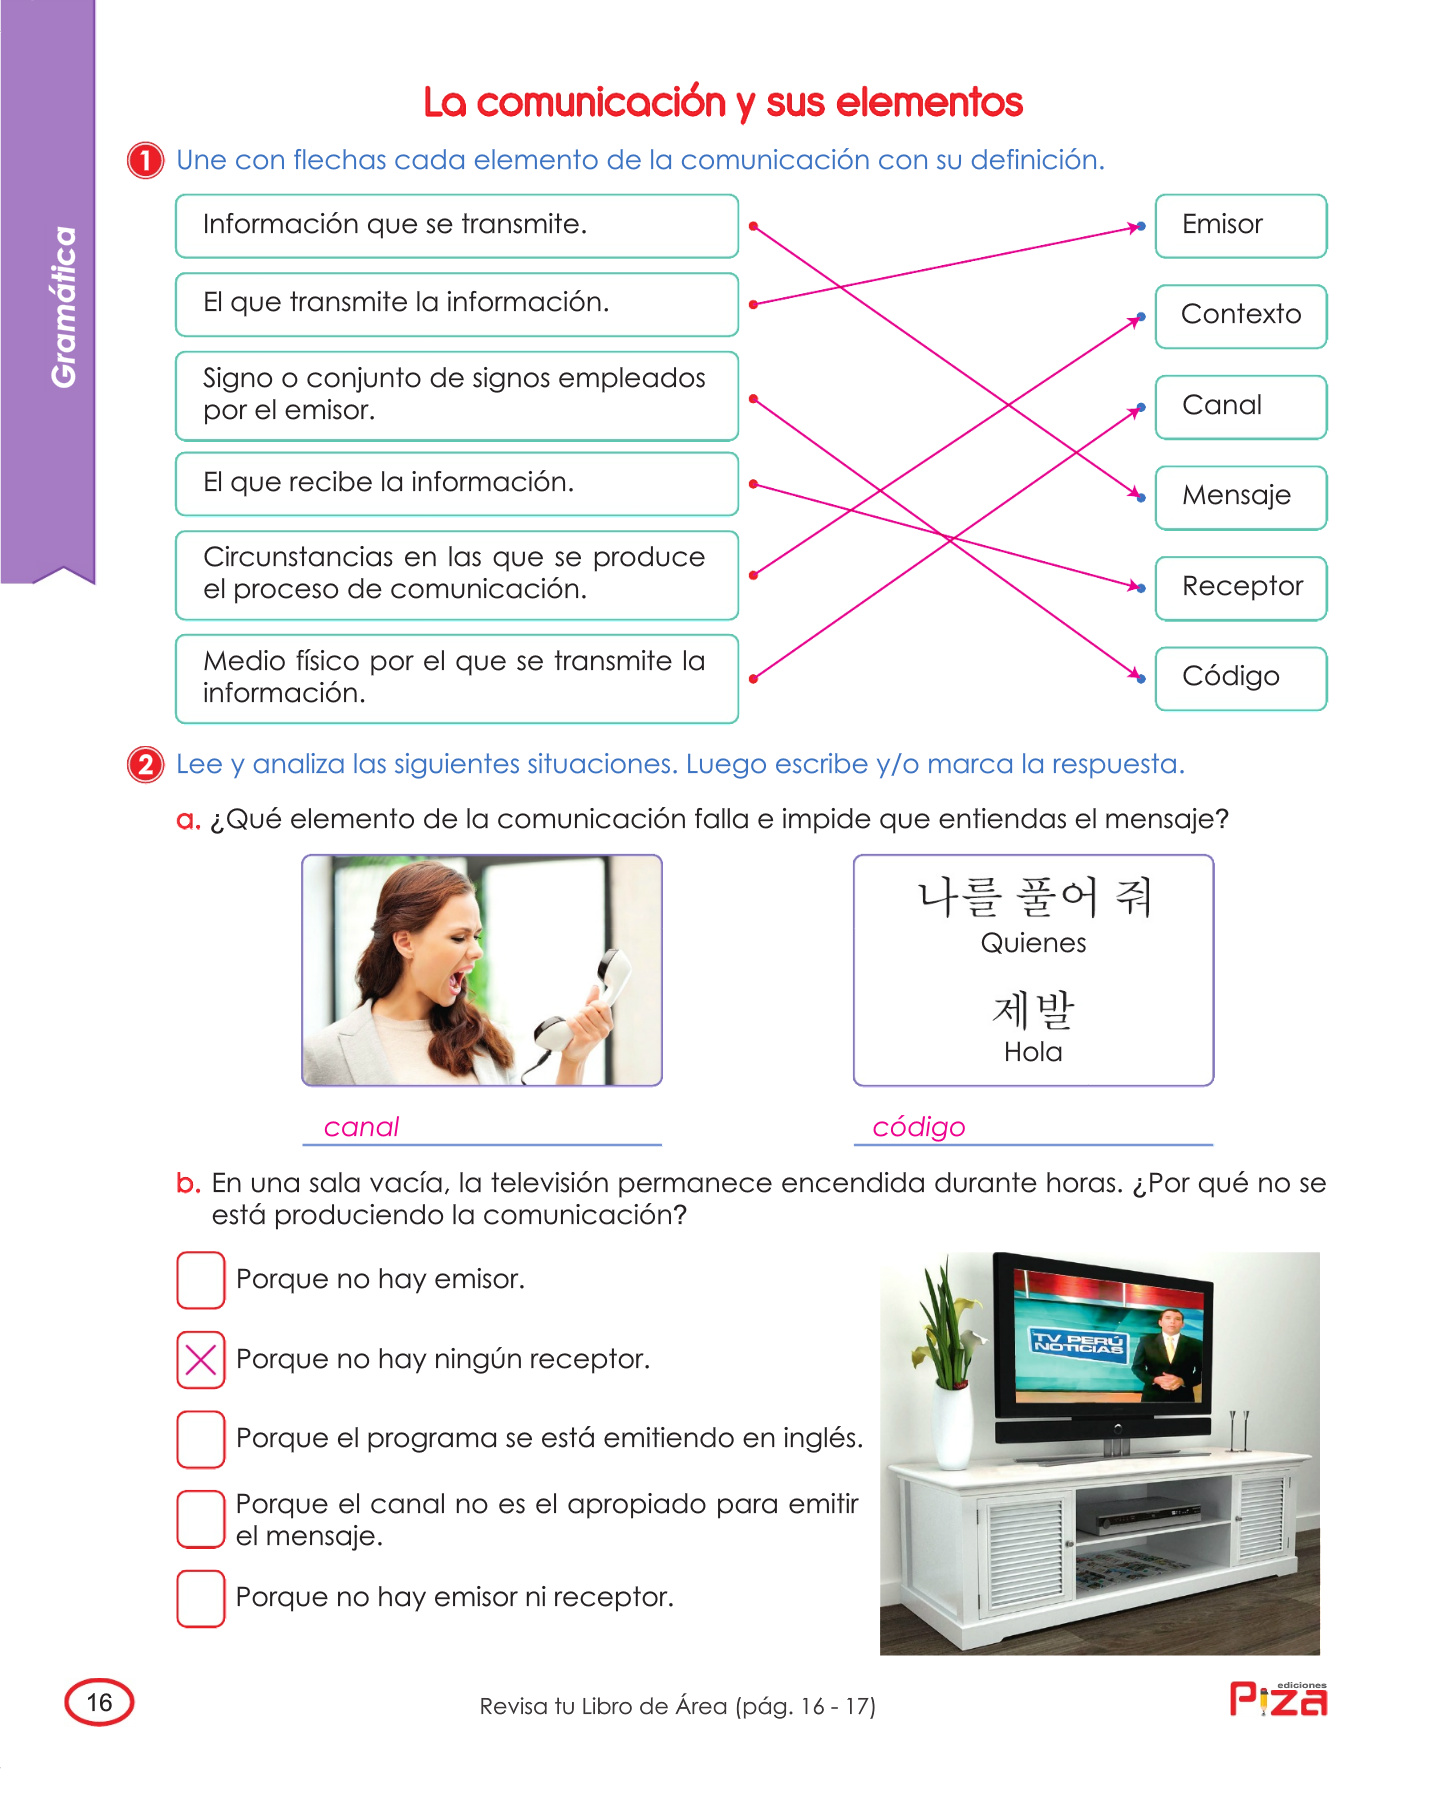 Gramática
La comunicación y sus elementos
1 Une con flechas cada elemento de la comunicación con su definición.
Información que se transmite.
El que transmite la información.
Signo o conjunto de signos empleados
por el emisor.
El que recibe la información.
Circunstancias en las que se produce
el proceso de comunicación.
Medio físico por el que se transmite la
información.
Emisor
Contexto
Canal
Mensaje
Receptor
Código
2 Lee y analiza las siguientes situaciones. Luego escribe y/o marca la respuesta.
a. ¿Qué elemento de la comunicación falla e impide que entiendas el mensaje?
나를 풀어 줘
Quienes
제발
Hola
canal
código
b. En una sala vacía, la televisión permanece encendida durante horas. ¿Por qué no se
está produciendo la comunicación?
Porque no hay emisor.
Porque no hay ningún receptor.
Porque el programa se está emitiendo en inglés.
Porque el canal no es el apropiado para emitir
el mensaje.
Porque no hay emisor ni receptor.
TV PERÚ
NOTICIAS
16
Revisa tu Libro de Área (pág. 16 - 17)
ediciones
Piza